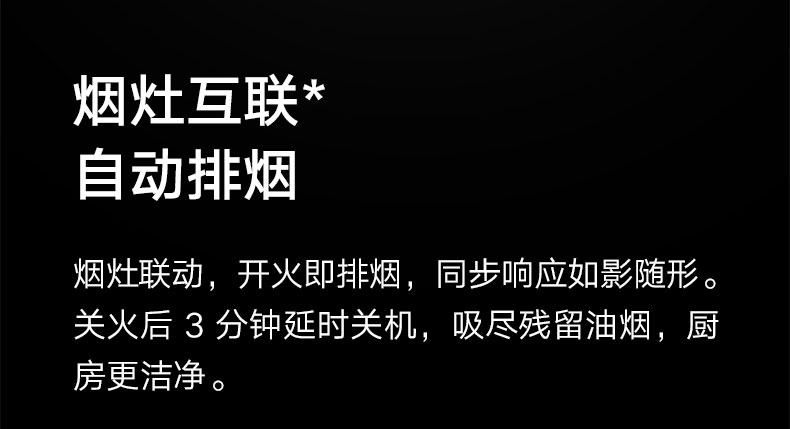 烟灶互联*
自动排烟
烟灶联动，开火即排烟，同步响应如影随形。
关火后 3 分钟延时关机，吸尽残留油烟，厨
房更洁净。